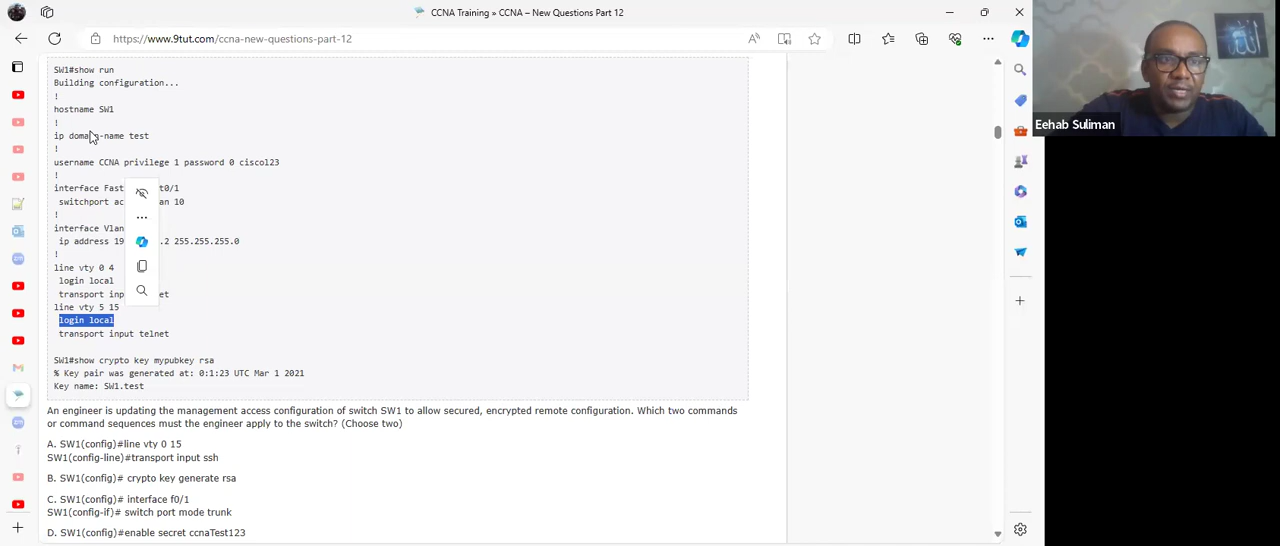 CCNA Training » CCNA – New Questions Part 12
https://www.9tut.com/ccna-new-questions-part-12
SW1#show run
Building configuration...
!
hostname SW1
!
ip domain-name test
!
username CCNA privilege 1 password 0 cisco123
!
interface Fast t0/1
switchport ac an 10
!
interface Vlan
ip address 19 .2 255.255.255.0
!
line vty 0 4
login local
transport inp et
line vty 5 15
login local
transport input telnet
SW1#show crypto key mypubkey rsa
% Key pair was generated at: 0:1:23 UTC Mar 1 2021
Key name: SW1.test
An engineer is updating the management access configuration of switch SW1 to allow secured, encrypted remote configuration. Which two commands
or command sequences must the engineer apply to the switch? (Choose two)
A. SW1(config)#line vty 0 15
SW1(config-line)#transport input ssh
B. SW1(config)# crypto key generate rsa
C. SW1(config)# interface f0/1
SW1(config-if)# switch port mode trunk
D. SW1(config)#enable secret ccnaTest123
Eehab Suliman